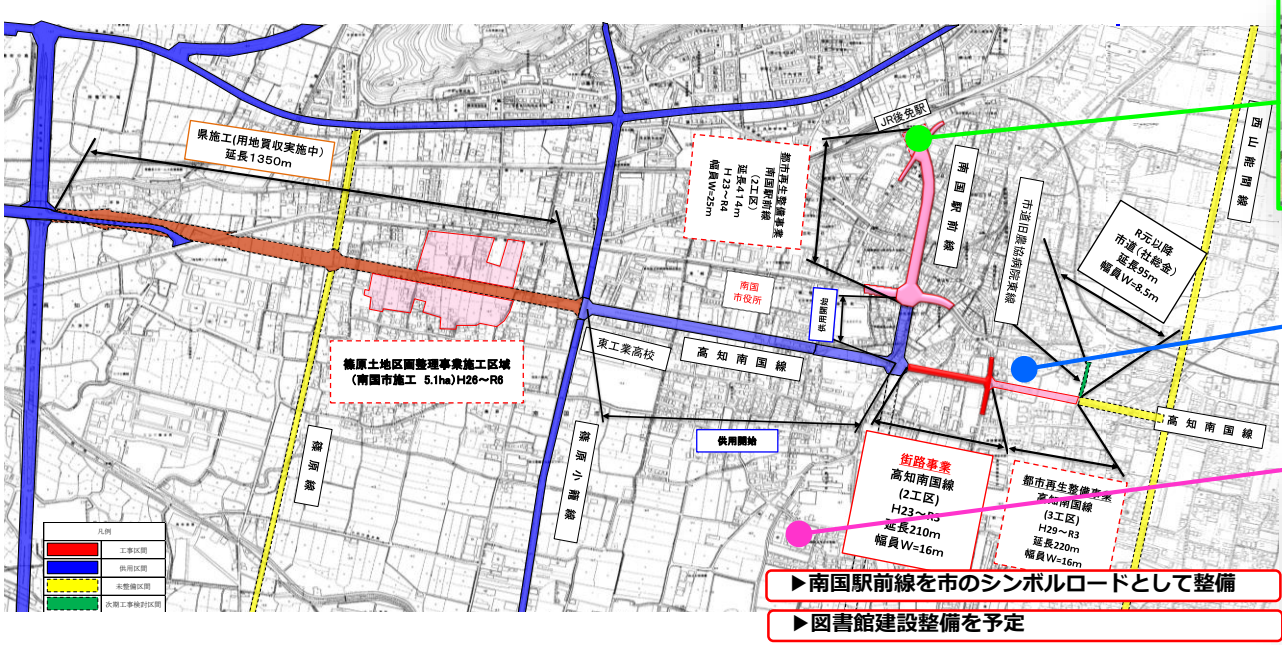 県施工(用地買収実施中)
延長1350m
JR後免駅
都市再生整備事業
南国駅前線
(2工区)
延長414m
H23～R4
幅員W=25m
南国駅前線
西山能間線
市道旧農協病院東線
R元以降
市道(社総金)
延長95m
幅員W=8.5m
南国
市役所
供用開始
東工業高校
高知南国線
篠原土地区画整理事業施工区域
(南国市施工 5.1ha)H26～R6
篠原線
篠原小籠線
供用開始
高知南国線
街路事業
高知南国線
(2工区)
延長210m
幅員W=16m
都市再生整備事業
高知南国線
(3工区)
H29～R3
延長220m
幅員W=16m
凡例
工事区間
供用区間
未整備区間
次期工事検討区間
▶南国駅前線を市のシンボルロードとして整備
▶図書館建設整備を予定